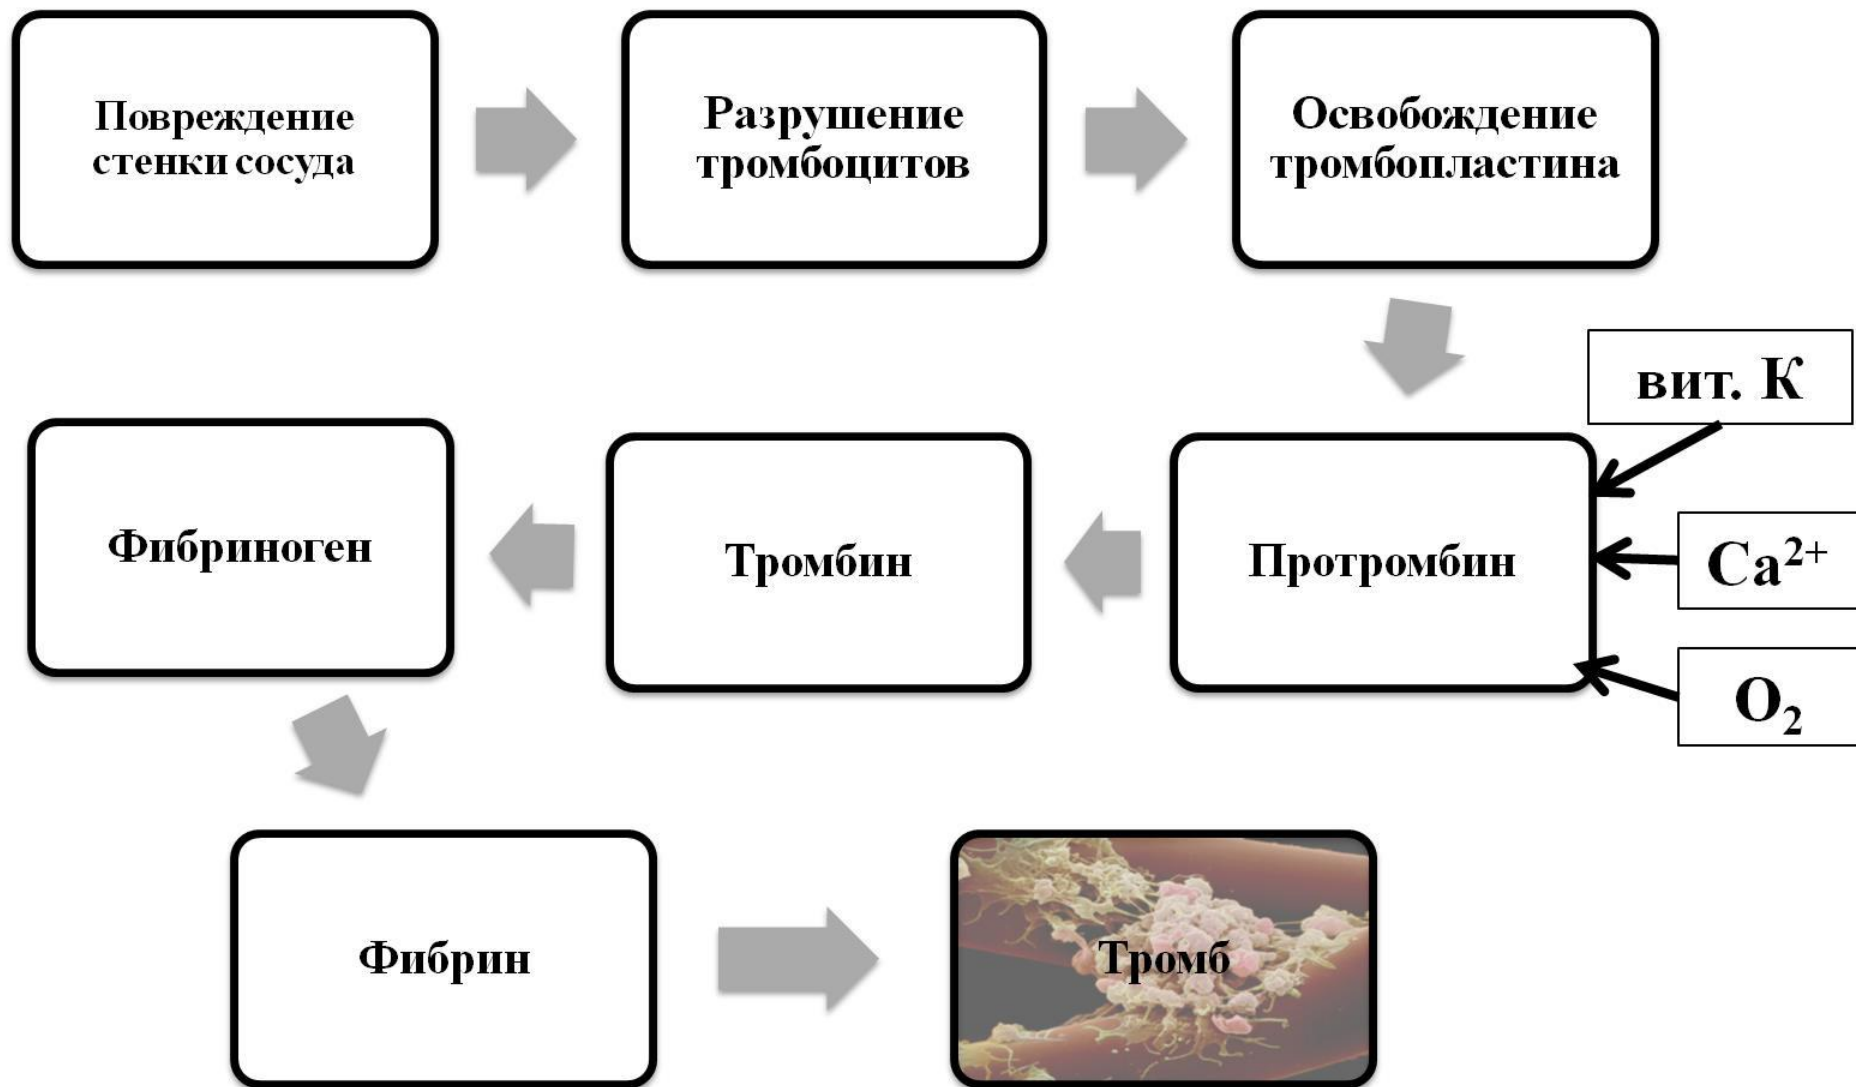 Повреждение
стенки сосуда
Разрушение
тромбоцитов
Освобождение
тромбопластина
вит. К
Фибриноген
Тромбин
Протромбин
Ca²⁺
O₂
Фибрин
Тромб